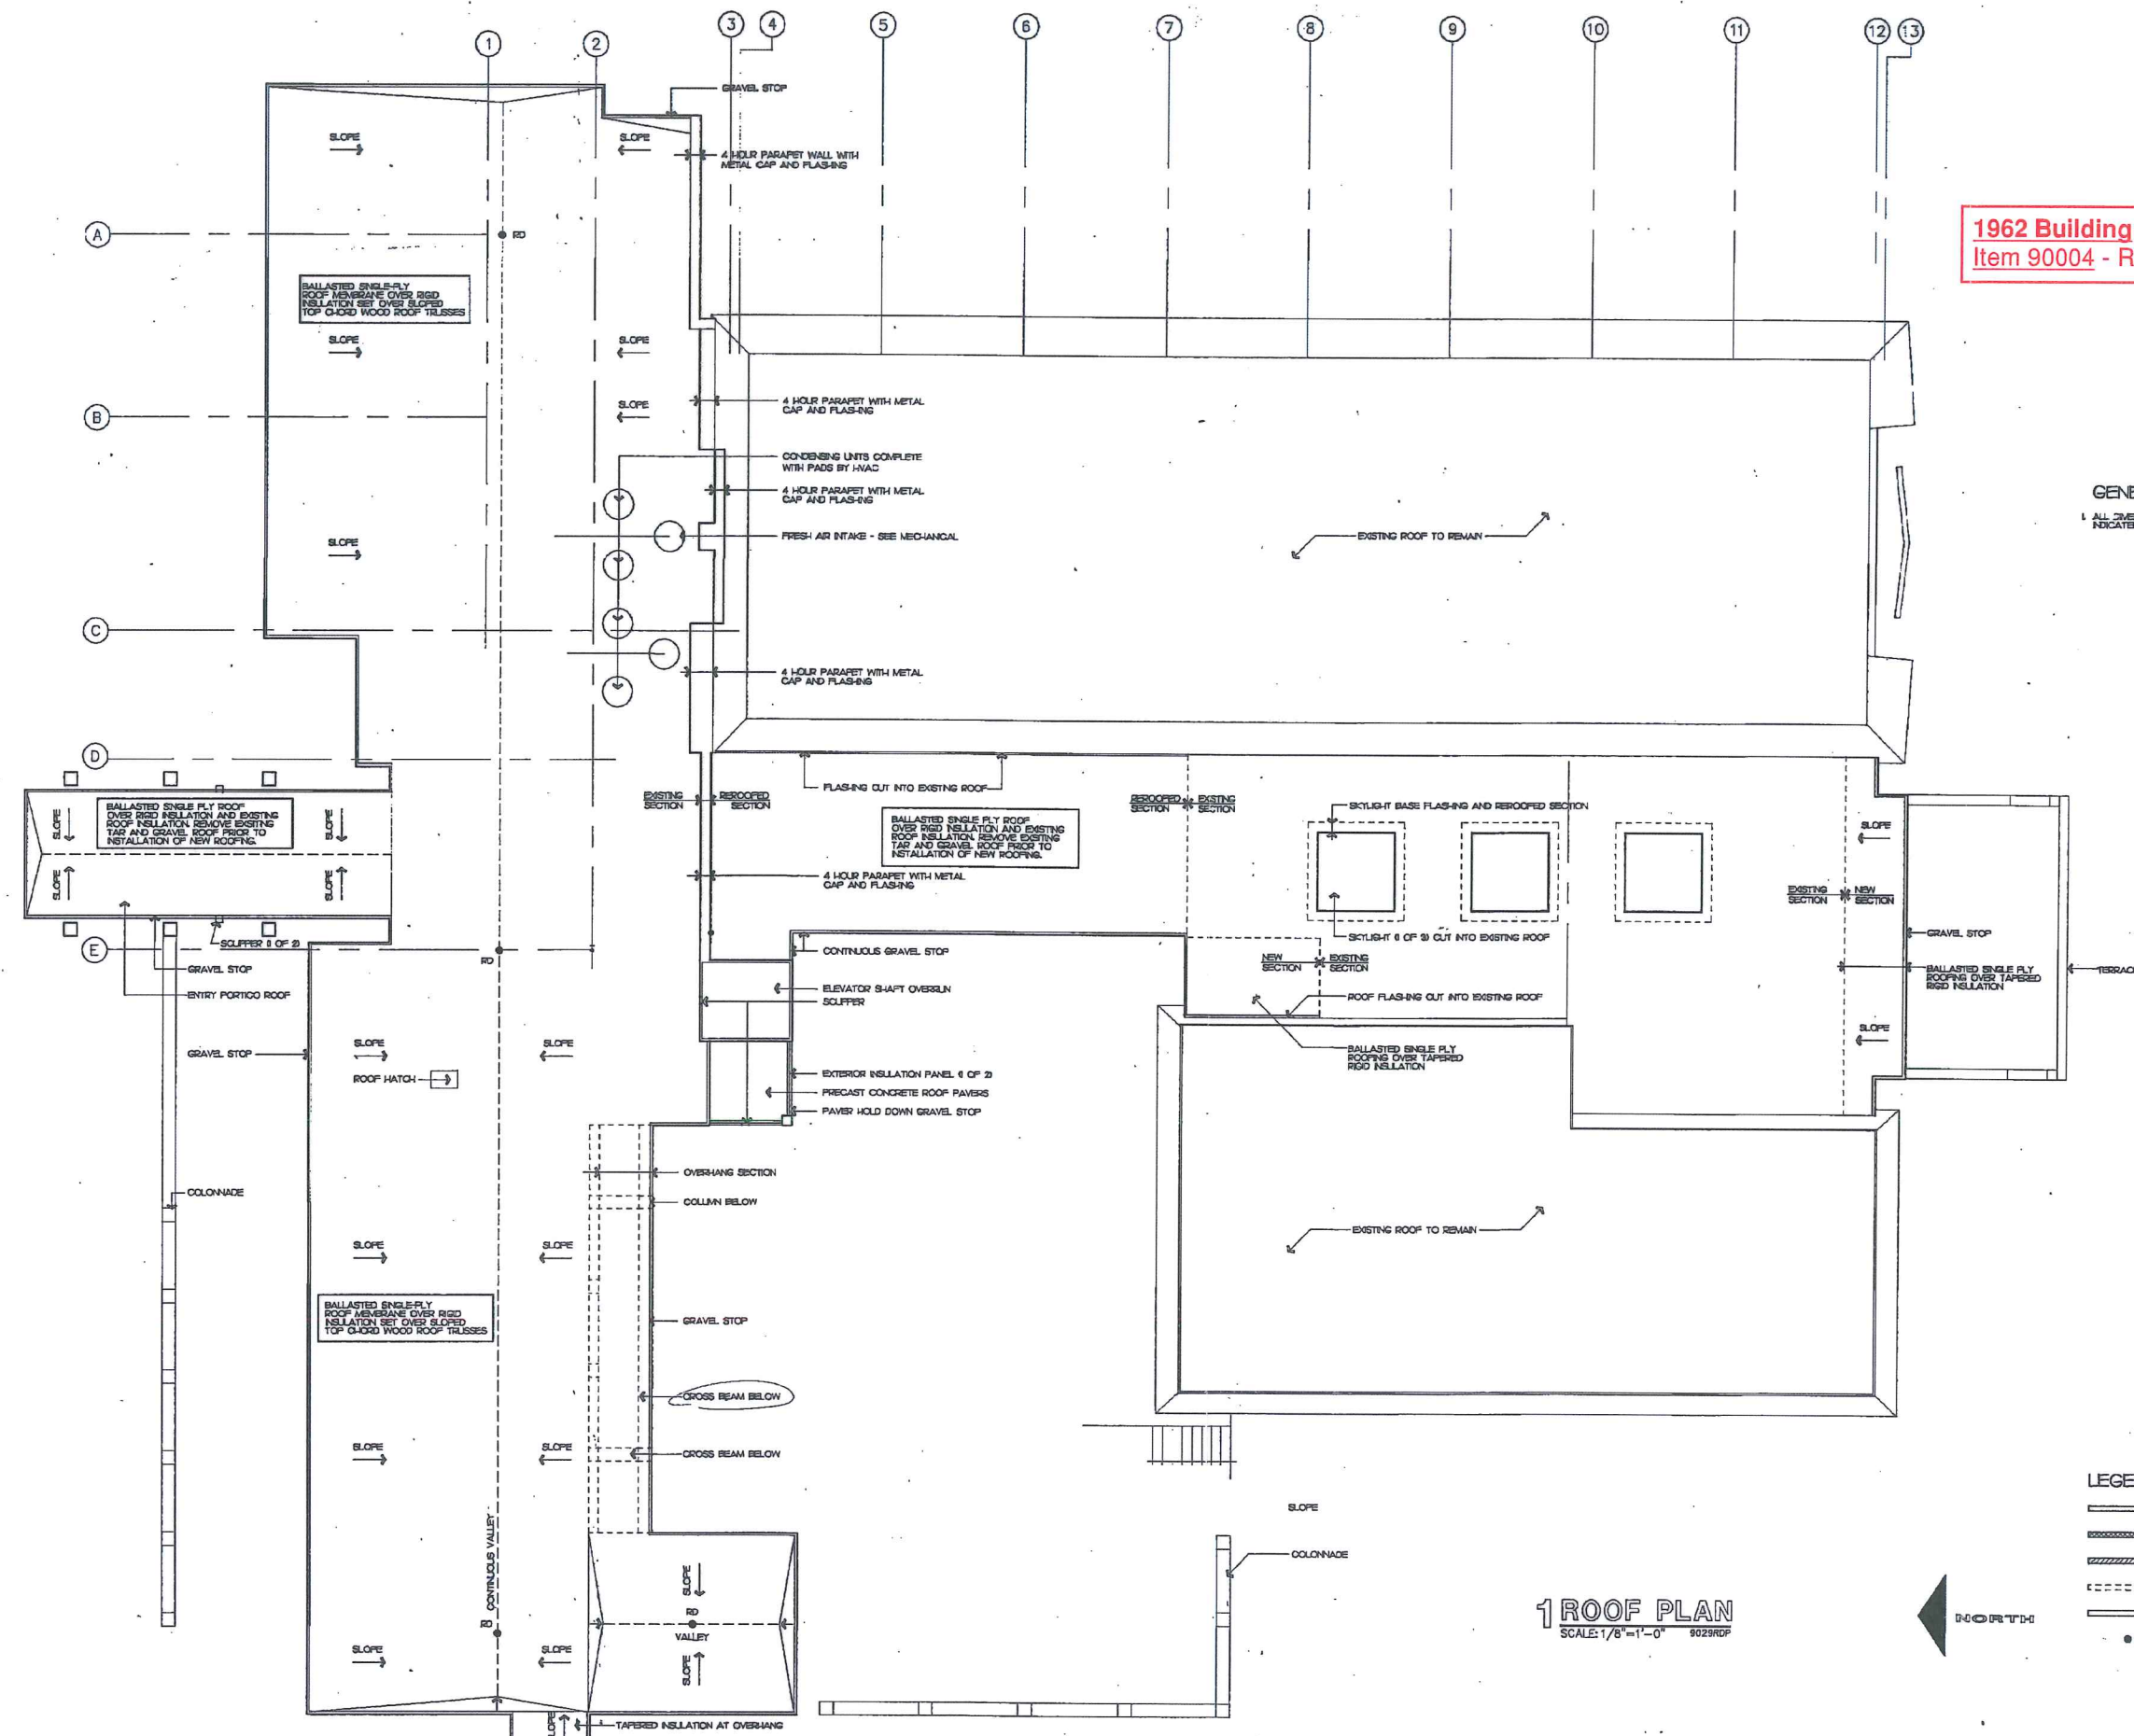 1
2
3
4
5
6
7
8
9
10
11
12
13
GRAVEL STOP
SLOPE
SLOPE
4 HOUR PARAPET WALL WITH
METAL CAP AND FLASHING
1962 Building
Item 90004 - R
A
RD
BALLASTED SINGLE-PLY
ROOF MEMBRANE OVER RIGID
INSULATION SET OVER SLOPED
TOP CHORD WOOD ROOF TRUSSES
SLOPE
SLOPE
B
SLOPE
4 HOUR PARAPET WITH METAL
CAP AND FLASHING
CONDENSING UNITS COMPLETE
WITH PADS BY HVAC
4 HOUR PARAPET WITH METAL
CAP AND FLASHING
SLOPE
FRESH AIR INTAKE - SEE MECHANICAL
EXISTING ROOF TO REMAIN
GENE
1. ALL
INDICATE
C
4 HOUR PARAPET WITH METAL
CAP AND FLASHING
D
FLASHING CUT INTO EXISTING ROOF
EXISTING
SECTION
REROOFED
SECTION
REROOFED
SECTION
EXISTING
SECTION
SKYLIGHT BASE FLASHING AND REROOFED SECTION
SLOPE
SLOPE
BALLASTED SINGLE PLY ROOF
OVER RIGID INSULATION AND EXISTING
ROOF INSULATION. REMOVE EXISTING
TAR AND GRAVEL ROOF PRIOR TO
INSTALLATION OF NEW ROOFING.
BALLASTED SINGLE PLY ROOF
OVER RIGID INSULATION AND EXISTING
ROOF INSULATION. REMOVE EXISTING
TAR AND GRAVEL ROOF PRIOR TO
INSTALLATION OF NEW ROOFING.
SLOPE
SLOPE
SLOPE
4 HOUR PARAPET WITH METAL
CAP AND FLASHING
EXISTING
SECTION
NEW
SECTION
E
SCUPPER (1 OF 2)
RD
GRAVEL STOP
ENTRY PORTICO ROOF
CONTINUOUS GRAVEL STOP
SKYLIGHT (1 OF 3) CUT INTO EXISTING ROOF
GRAVEL STOP
NEW
SECTION
EXISTING
SECTION
BALLASTED SINGLE PLY
ROOFING OVER TAPERED
RIGID INSULATION
TERRAC
ELEVATOR SHAFT OVERRUN
SCUPPER
ROOF FLASHING CUT INTO EXISTING ROOF
SLOPE
GRAVEL STOP
SLOPE
SLOPE
ROOF HATCH
BALLASTED SINGLE PLY
ROOFING OVER TAPERED
RIGID INSULATION
EXTERIOR INSULATION PANEL (1 OF 2)
PRECAST CONCRETE ROOF PAVERS
PAVER HOLD DOWN GRAVEL STOP
OVERHANG SECTION
COLONNADE
COLUMN BELOW
EXISTING ROOF TO REMAIN
SLOPE
SLOPE
BALLASTED SINGLE-PLY
ROOF MEMBRANE OVER RIGID
INSULATION SET OVER SLOPED
TOP CHORD WOOD ROOF TRUSSES
GRAVEL STOP
CROSS BEAM BELOW
SLOPE
SLOPE
CROSS BEAM BELOW
LEGE
SLOPE
CONTINUOUS VALLEY
COLONNADE
SLOPE
RD
RD
VALLEY
SLOPE
SLOPE
SLOPE
1 ROOF PLAN
SCALE: 1/8"=1'-0" 9029RDP
NORTH
SLOPE
TAPERED INSULATION AT OVERHANG